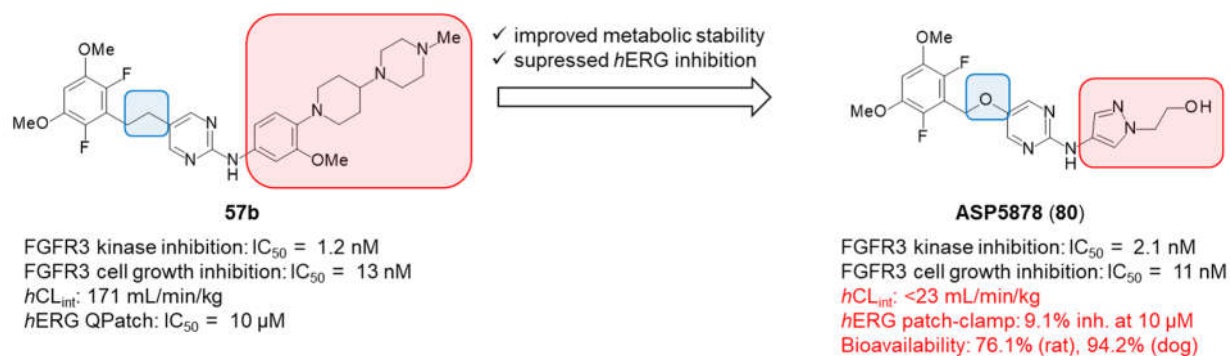 ✓ improved metabolic stability
✓ supressed hERG inhibition
OMe
F
MeO
F
N
N
N
H
N
N
N
Me
OMe
57b
FGFR3 kinase inhibition: IC50 = 1.2 nM
FGFR3 cell growth inhibition: IC50 = 13 nM
hCLint: 171 mL/min/kg
hERG QPatch: IC50 = 10 µM
OMe
F
O
MeO
F
N
N
N
H
N
N
OH
ASP5878 (80)
FGFR3 kinase inhibition: IC50 = 2.1 nM
FGFR3 cell growth inhibition: IC50 = 11 nM
hCLint: <23 mL/min/kg
hERG patch-clamp: 9.1% inh. at 10 µM
Bioavailability: 76.1% (rat), 94.2% (dog)